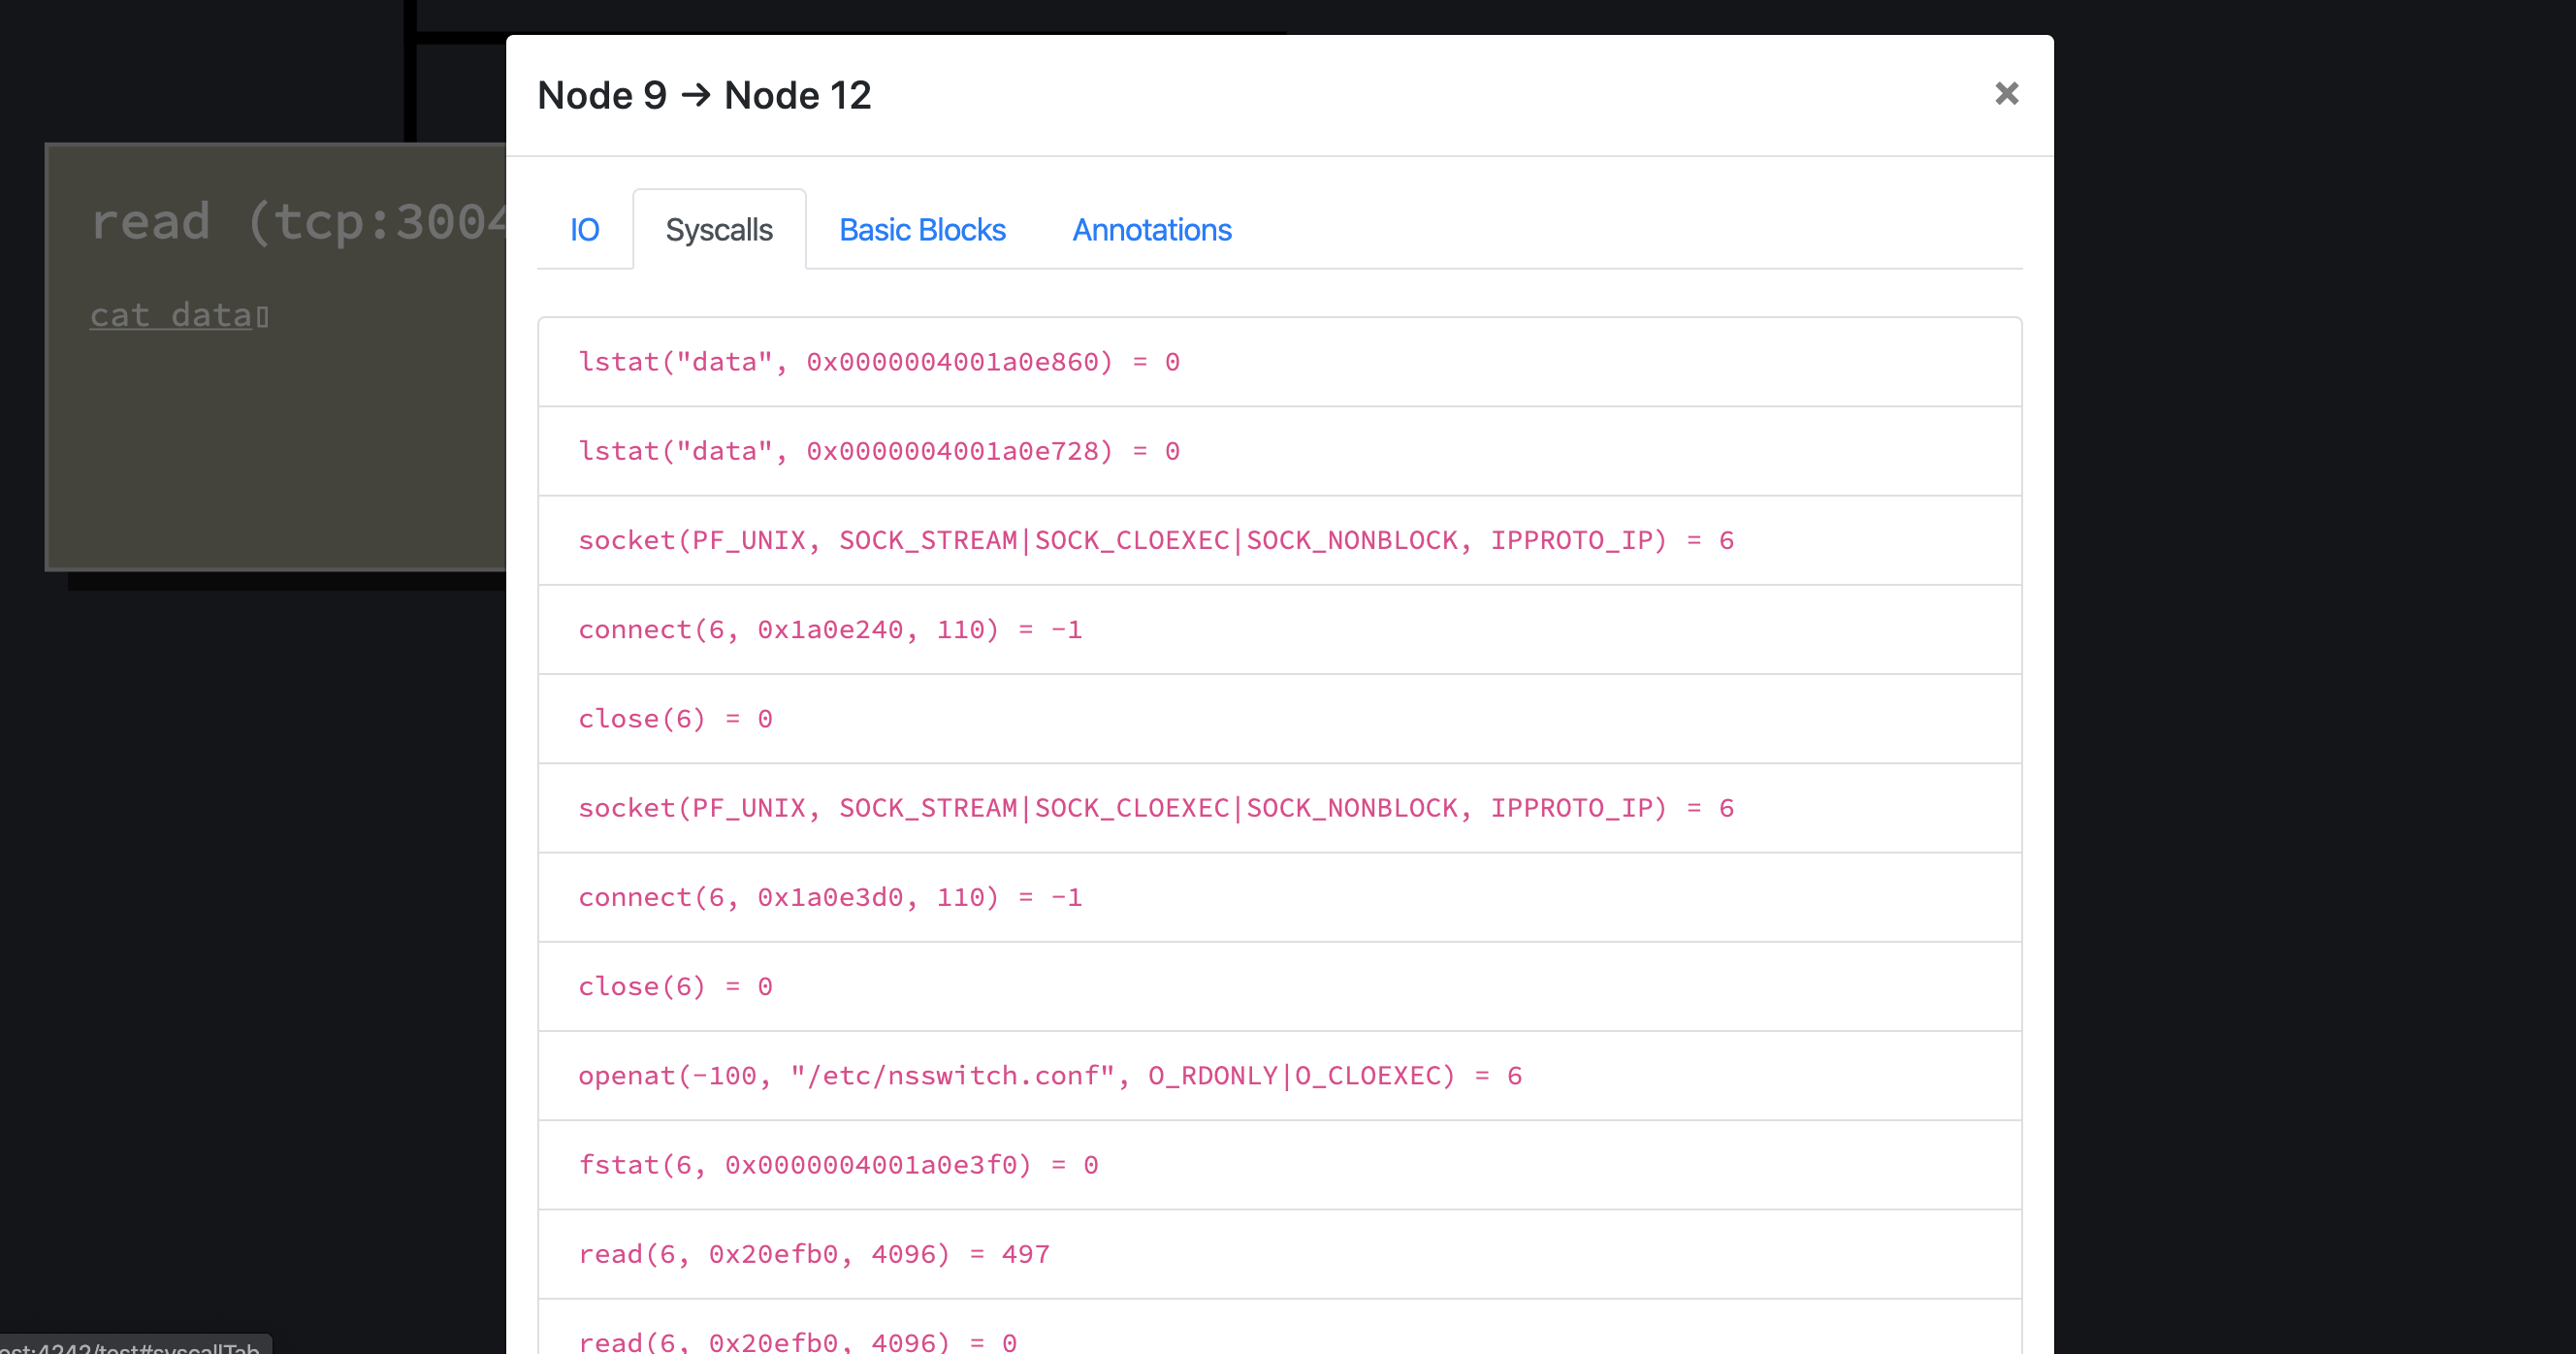 Node 9 → Node 12
×
read (tcp:3004
cat data
IO
Syscalls
Basic Blocks
Annotations
lstat("data", 0x0000004001a0e860) = 0
lstat("data", 0x0000004001a0e728) = 0
socket(PF_UNIX, SOCK_STREAM|SOCK_CLOEXEC|SOCK_NONBLOCK, IPPROTO_IP) = 6
connect(6, 0x1a0e240, 110) = -1
close(6) = 0
socket(PF_UNIX, SOCK_STREAM|SOCK_CLOEXEC|SOCK_NONBLOCK, IPPROTO_IP) = 6
connect(6, 0x1a0e3d0, 110) = -1
close(6) = 0
openat(-100, "/etc/nsswitch.conf", O_RDONLY|O_CLOEXEC) = 6
fstat(6, 0x0000004001a0e3f0) = 0
read(6, 0x20efb0, 4096) = 497
read(6, 0x20efb0, 4096) = 0
ost:4242/test#syscallTab